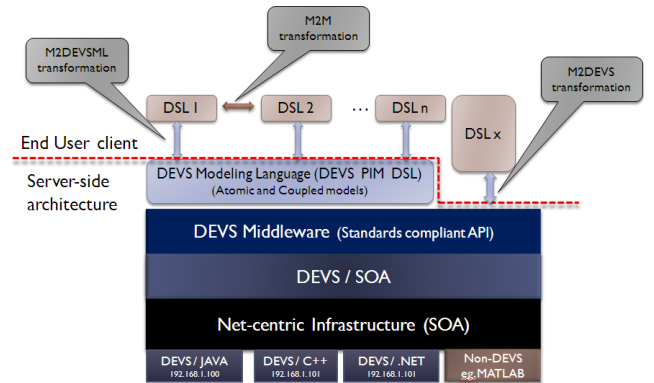 M2DEVSML
transformation
M2M
transformation
M2DEVS
transformation
DSL 1
DSL 2
...
DSL n
DSL x
End User client
Server-side
architecture
DEVS Modeling Language (DEVS PIM DSL)
(Atomic and Coupled models)
DEVS Middleware (Standards compliant API)
DEVS / SOA
Net-centric Infrastructure (SOA)
DEVS / JAVA
192.168.1.100
DEVS/ C++
192.168.1.101
DEVS/ .NET
192.168.1.101
Non-DEVS
eg. MATLAB